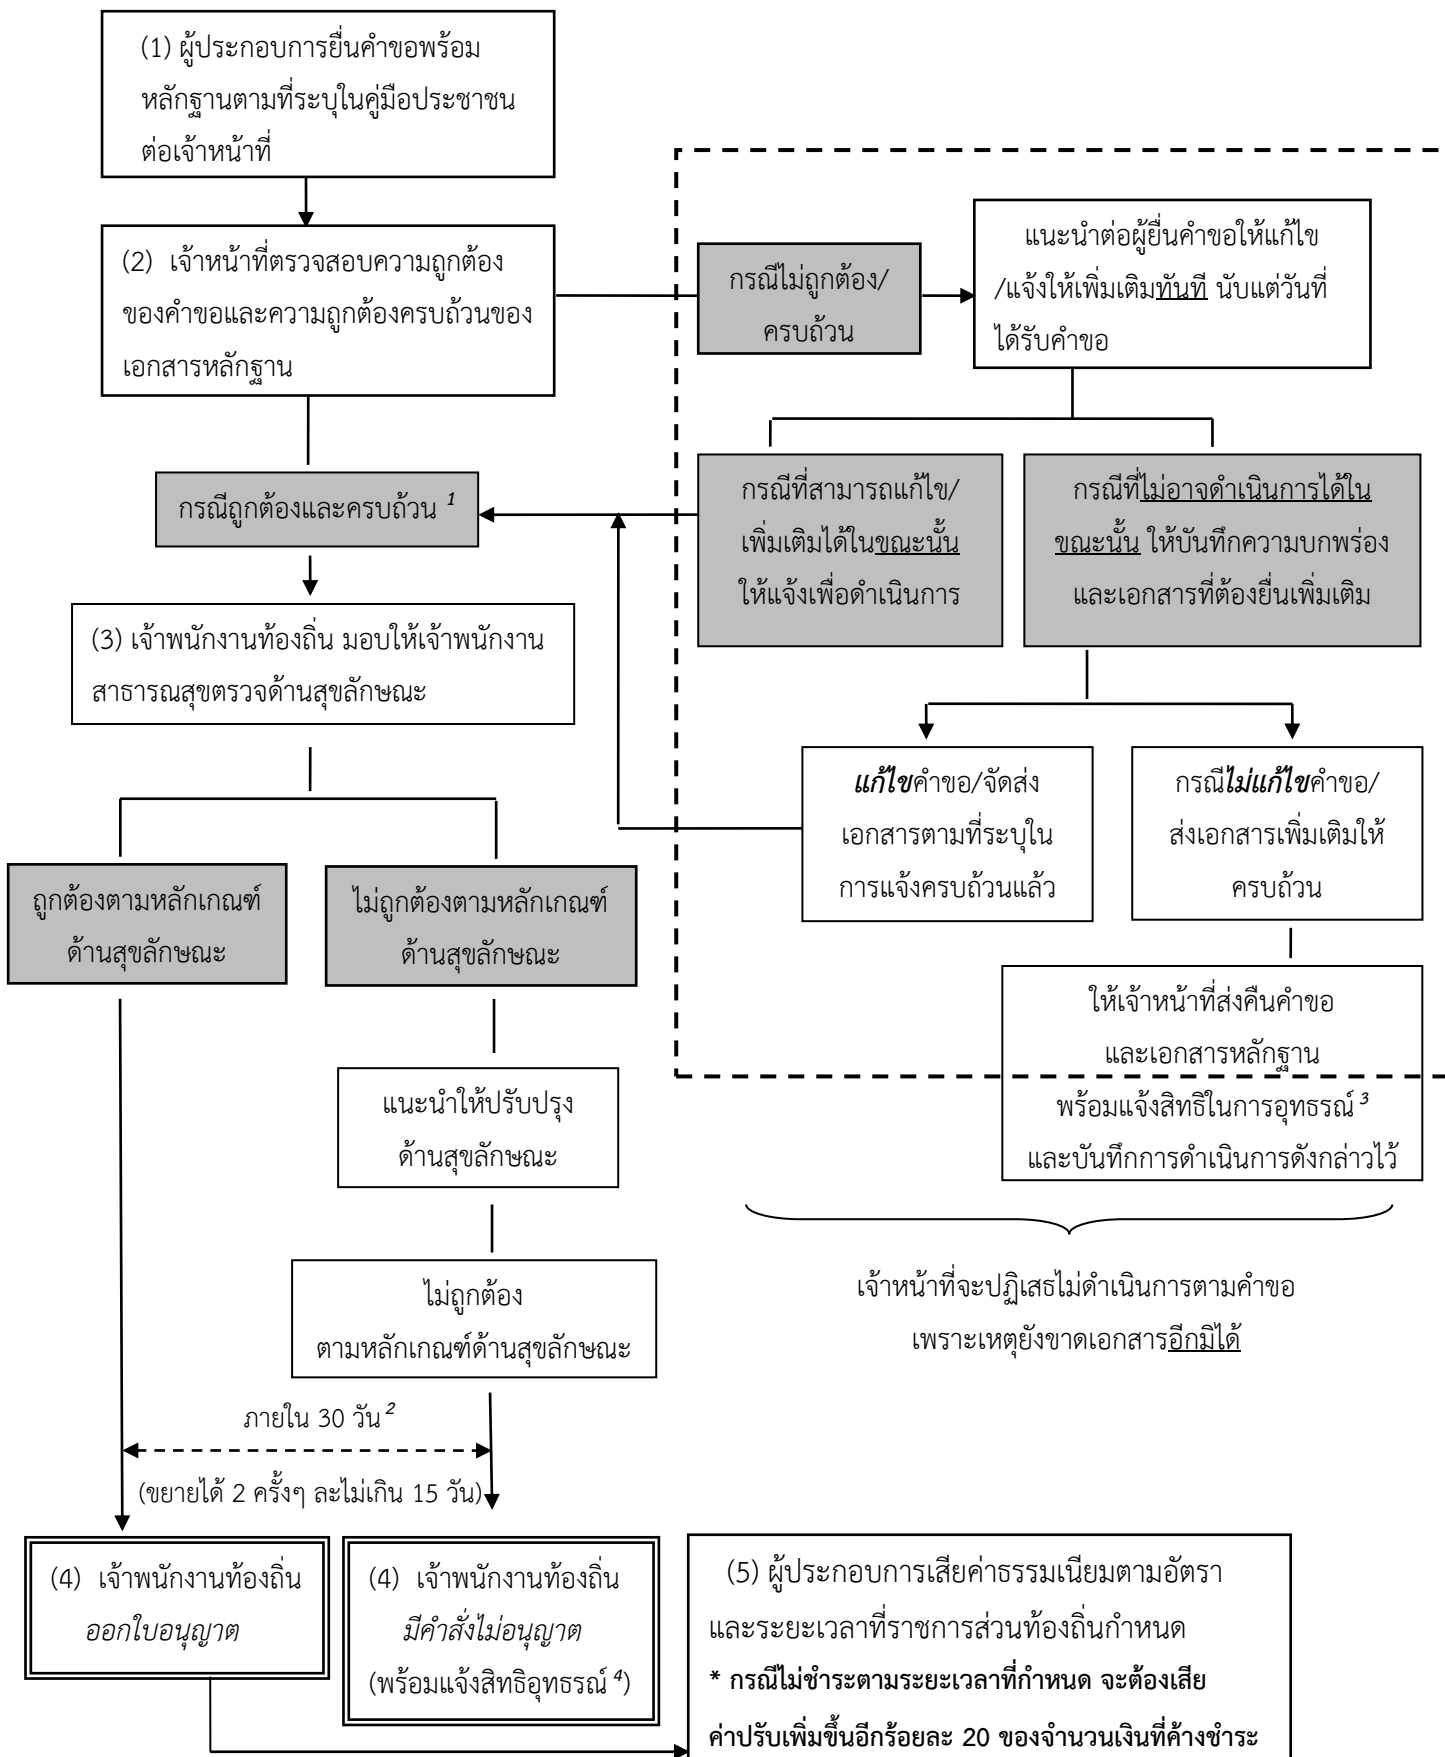 (1) ผู้ประกอบการยื่นคำขอพร้อม
หลักฐานตามที่ระบุในคู่มือประชาชน
ต่อเจ้าหน้าที่
(2) เจ้าหน้าที่ตรวจสอบความถูกต้อง
ของคำขอและความถูกต้องครบถ้วนของ
เอกสารหลักฐาน
กรณีไม่ถูกต้อง/
ครบถ้วน
แนะนำต่อผู้ยื่นคำขอให้แก้ไข
/แจ้งให้เพิ่มเติมทันที นับแต่วันที่
ได้รับคำขอ
กรณีถูกต้องและครบถ้วน 1
กรณีที่สามารถแก้ไข/
เพิ่มเติมได้ในขณะนั้น
ให้แจ้งเพื่อดำเนินการ
กรณีที่ไม่อาจดำเนินการได้ใน
ขณะนั้น ให้บันทึกความบกพร่อง
และเอกสารที่ต้องยื่นเพิ่มเติม
(3) เจ้าพนักงานท้องถิ่น มอบให้เจ้าพนักงาน
สาธารณสุขตรวจด้านสุขลักษณะ
แก้ไขคำขอ/จัดส่ง
เอกสารตามที่ระบุใน
การแจ้งครบถ้วนแล้ว
กรณีไม่แก้ไขคำขอ/
ส่งเอกสารเพิ่มเติมให้
ครบถ้วน
ถูกต้องตามหลักเกณฑ์
ด้านสุขลักษณะ
ไม่ถูกต้องตามหลักเกณฑ์
ด้านสุขลักษณะ
ให้เจ้าหน้าที่ส่งคืนคำขอ
และเอกสารหลักฐาน
พร้อมแจ้งสิทธิในการอุทธรณ์ 3
และบันทึกการดำเนินการดังกล่าวไว้
แนะนำให้ปรับปรุง
ด้านสุขลักษณะ
ไม่ถูกต้อง
ตามหลักเกณฑ์ด้านสุขลักษณะ
เจ้าหน้าที่จะปฏิเสธไม่ดำเนินการตามคำขอ
เพราะเหตุยังขาดเอกสารอีกมิได้
ภายใน 30 วัน 2
(ขยายได้ 2 ครั้งๆ ละไม่เกิน 15 วัน)
(4) เจ้าพนักงานท้องถิ่น
ออกใบอนุญาต
(4) เจ้าพนักงานท้องถิ่น
มีคำสั่งไม่อนุญาต
(พร้อมแจ้งสิทธิอุทธรณ์ 4)
(5) ผู้ประกอบการเสียค่าธรรมเนียมตามอัตรา
และระยะเวลาที่ราชการส่วนท้องถิ่นกำหนด
* กรณีไม่ชำระตามระยะเวลาที่กำหนด จะต้องเสีย
ค่าปรับเพิ่มขึ้นอีกร้อยละ 20 ของจำนวนเงินที่ค้างชำระ